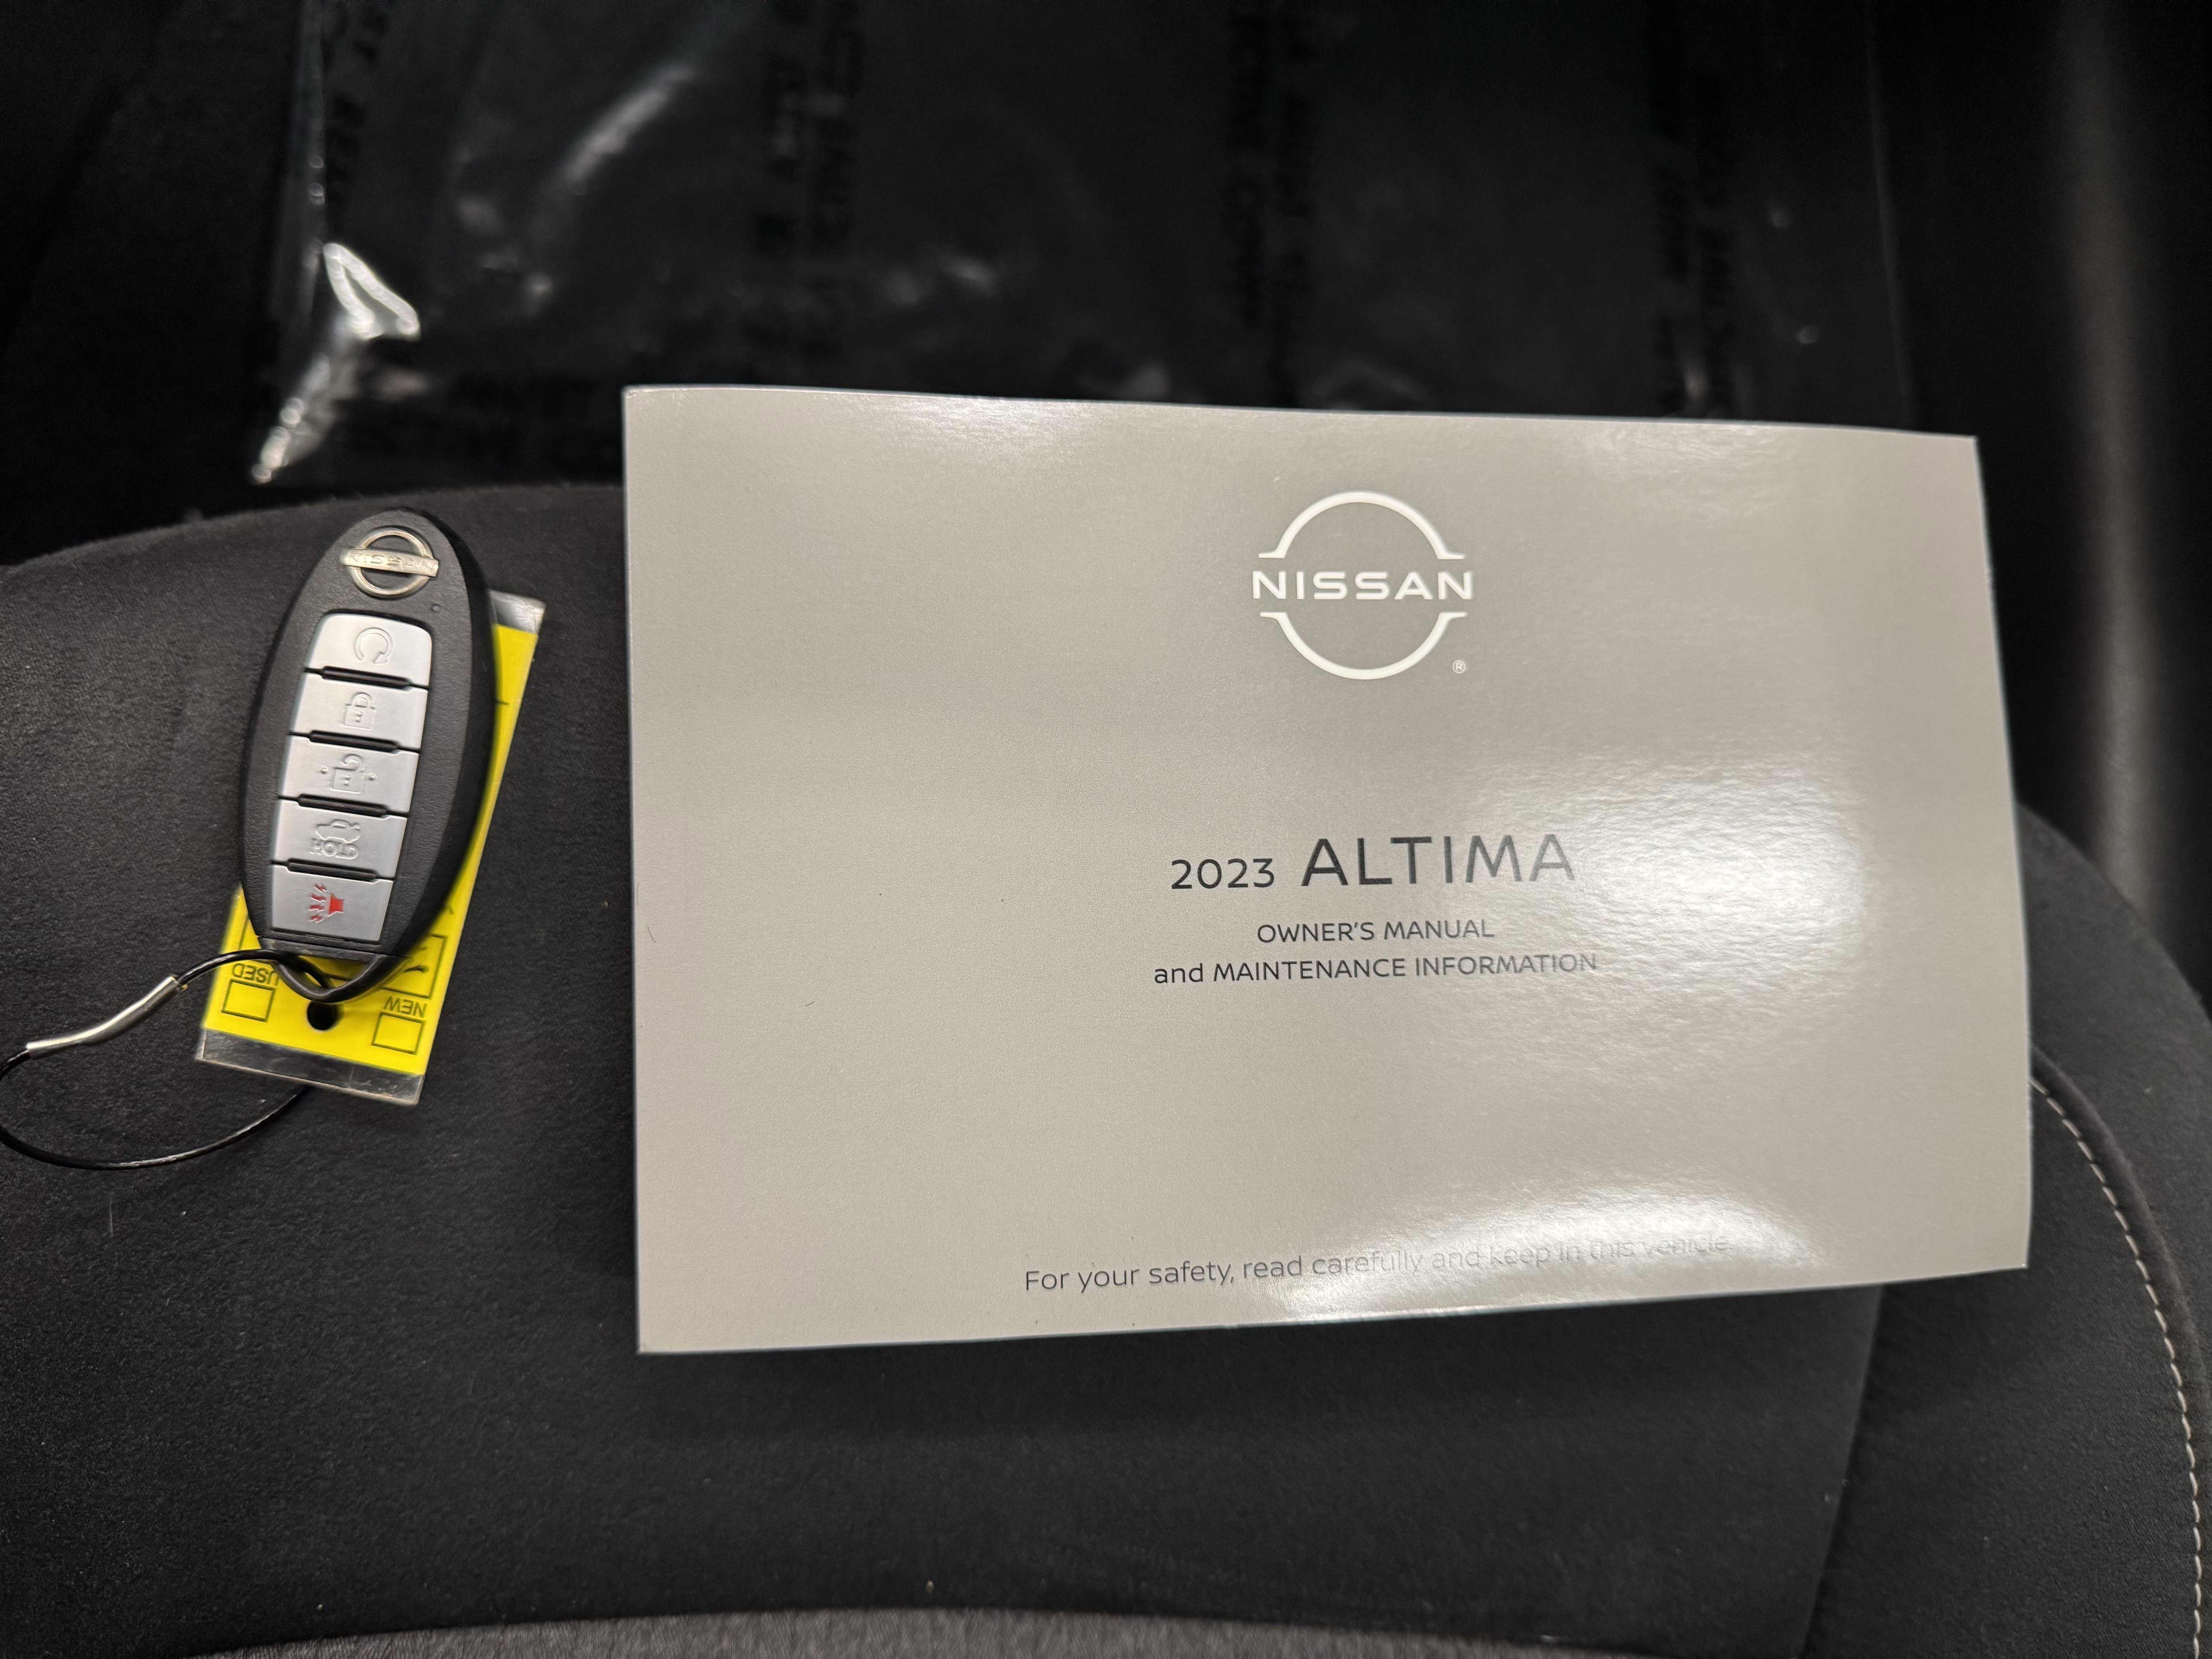 NISSAN
®
2023 ALTIMA
OWNER'S MANUAL
and MAINTENANCE INFORMATION
For your safety, read carefully and keep in this vehicle.
NISSAN
HOLD
USED
NEW